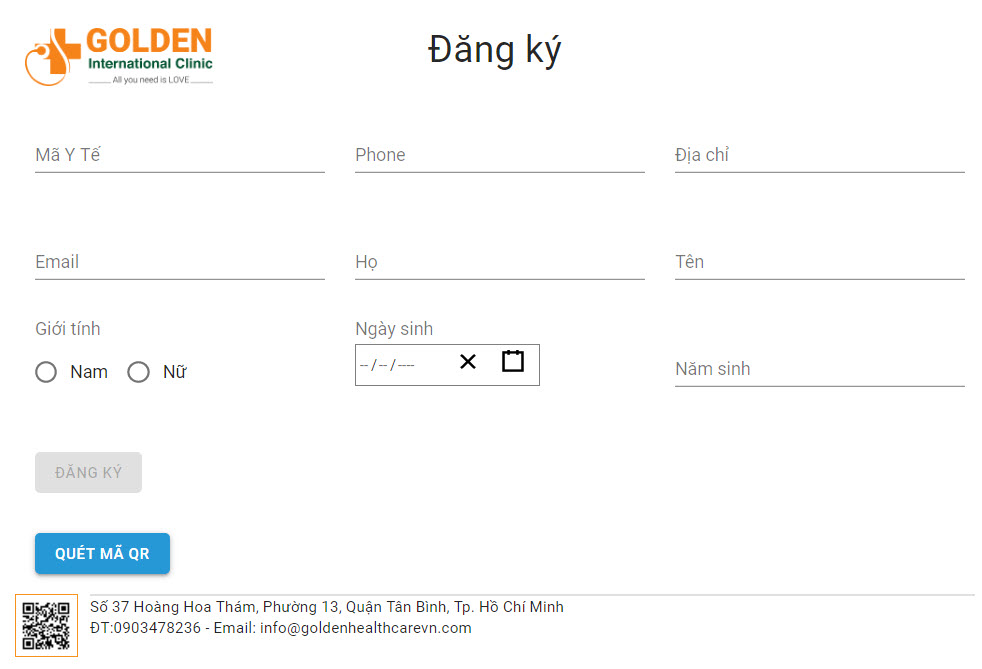 GOLDEN
International Clinic
All you need is LOVE
Đăng ký
Mã Y Tế
Phone
Địa chỉ
Email
Họ
Tên
Giới tính
Ngày sinh
Nam
Nữ
-- /-- /----
Năm sinh
ĐĂNG KÝ
QUÉT MÃ QR
Số 37 Hoàng Hoa Thám, Phường 13, Quận Tân Bình, Tp. Hồ Chí Minh
ĐT:0903478236 - Email: info@goldenhealthcarevn.com